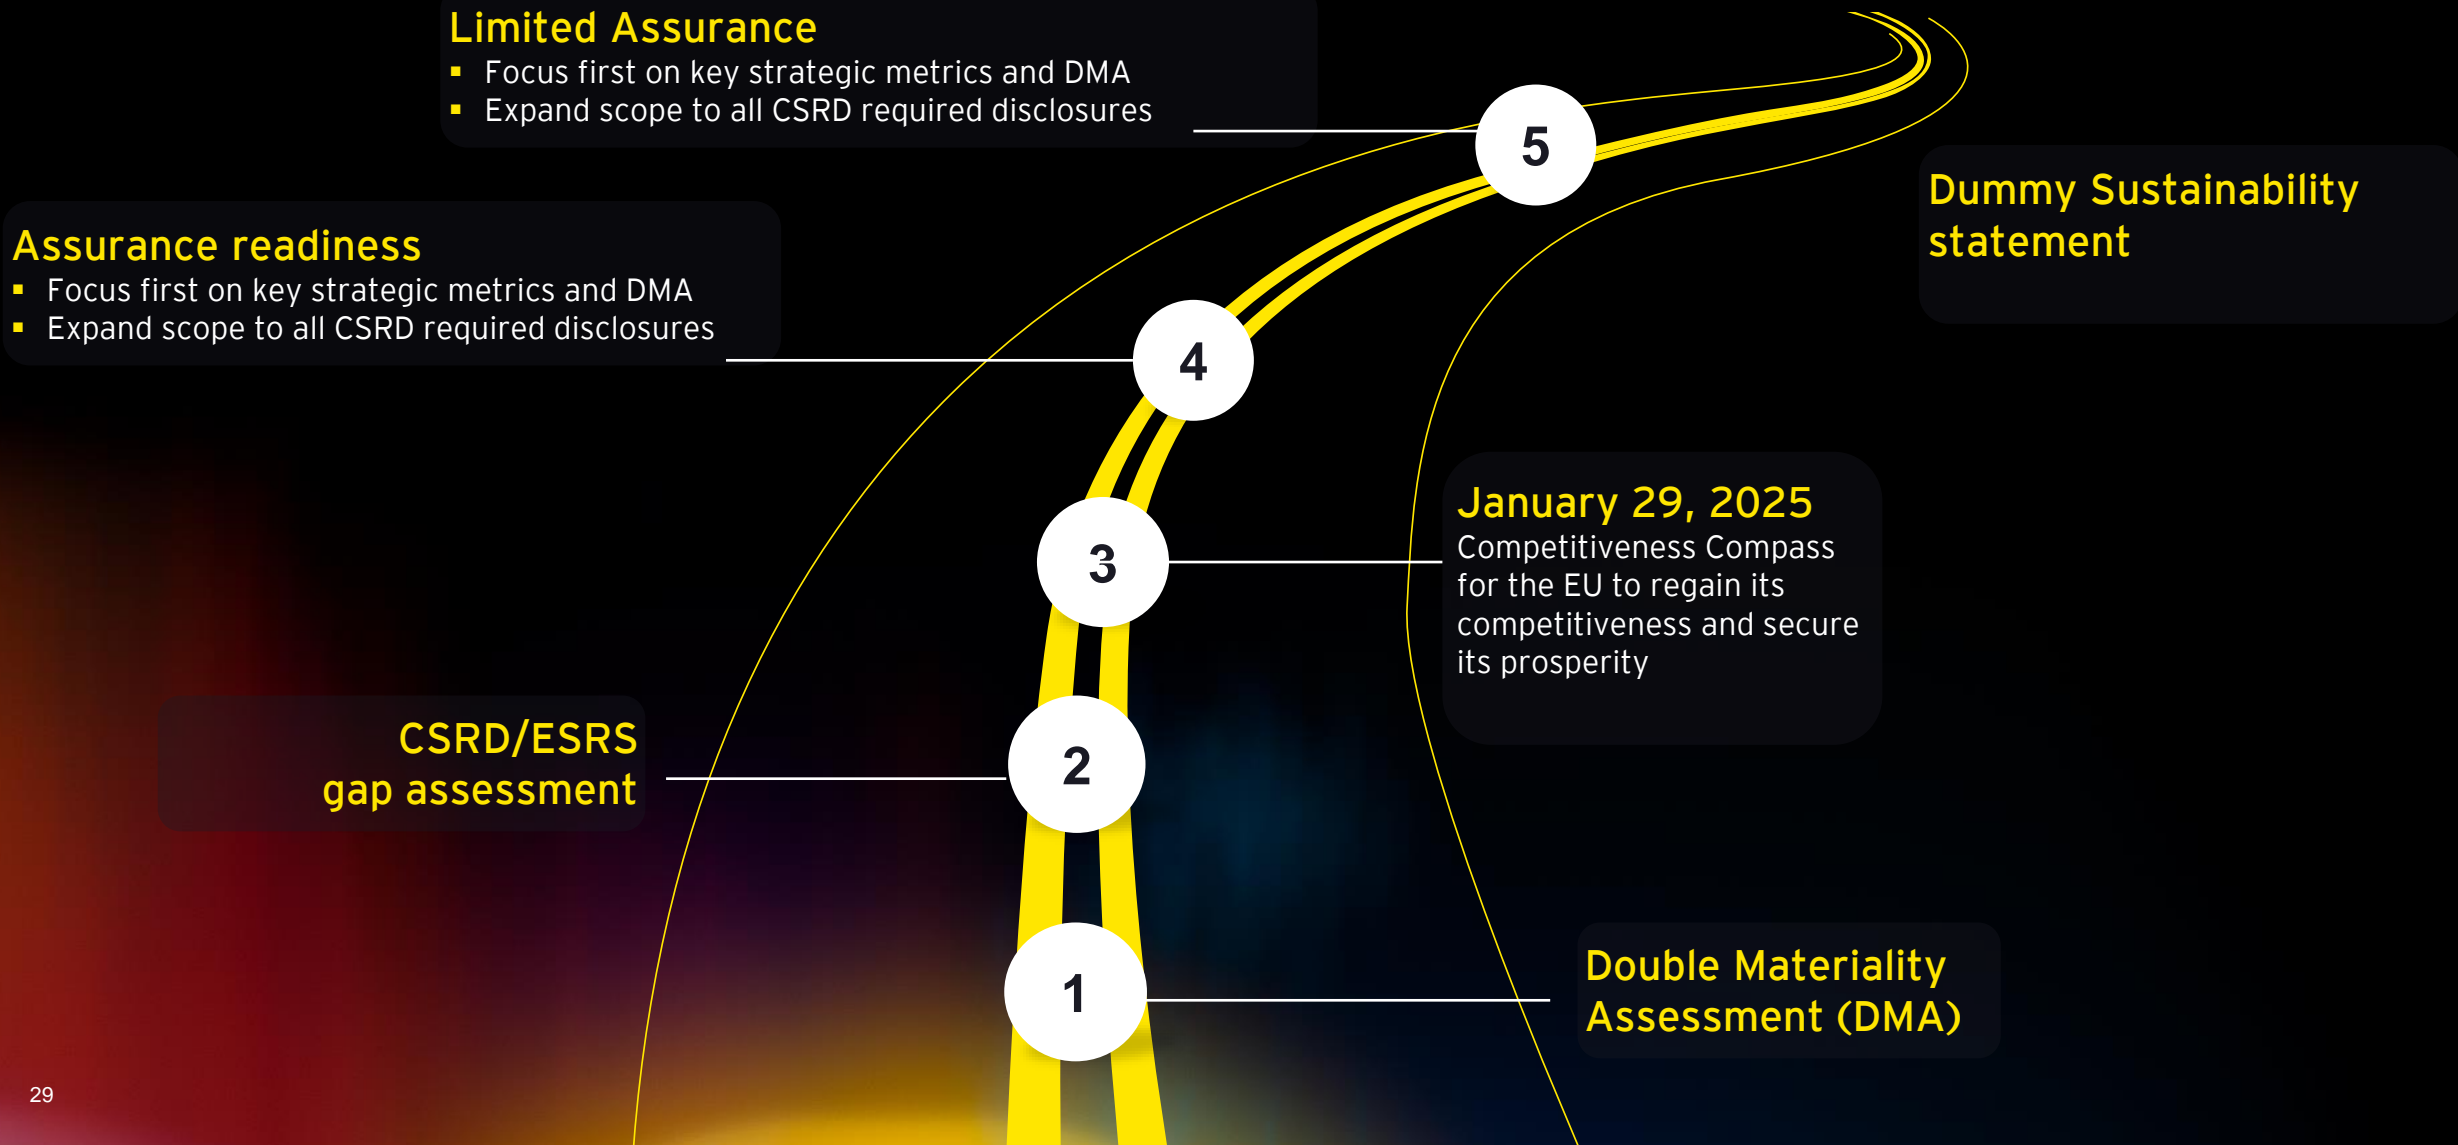 Limited Assurance
▪ Focus first on key strategic metrics and DMA
▪ Expand scope to all CSRD required disclosures
5
Dummy Sustainability
statement
Assurance readiness
▪ Focus first on key strategic metrics and DMA
▪ Expand scope to all CSRD required disclosures
4
January 29, 2025
Competitiveness Compass
for the EU to regain its
competitiveness and secure
its prosperity
3
CSRD/ESRS
gap assessment
2
Double Materiality
Assessment (DMA)
1
29